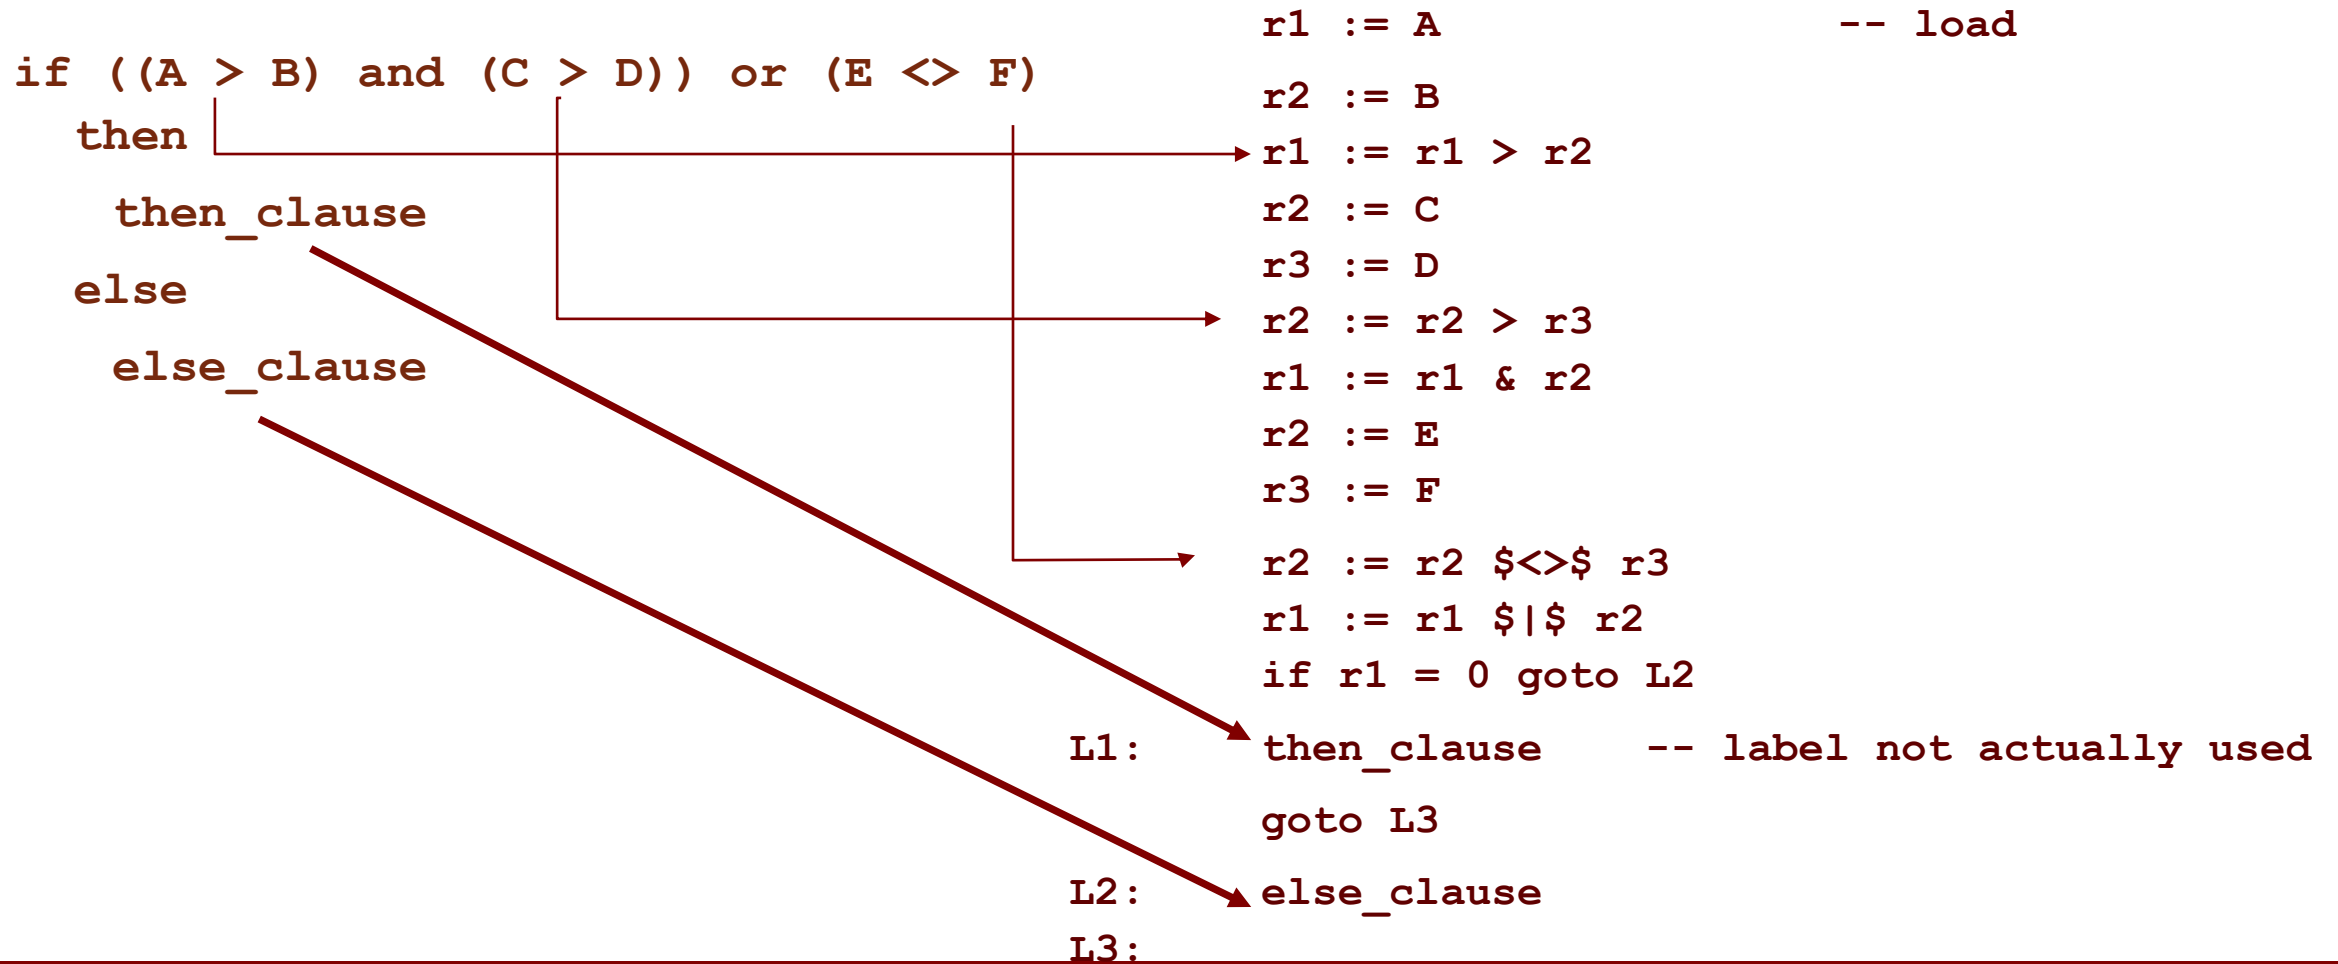 if ((A > B) and (C > D)) or (E <> F)
then
then_clause
else
else_clause
r1 := A -- load
r2 := B
r1 := r1 > r2
r2 := C
r3 := D
r2 := r2 > r3
r1 := r1 & r2
r2 := E
r3 := F
r2 := r2 $<>$ r3
r1 := r1 $|$ r2
if r1 = 0 goto L2
L1: then_clause -- label not actually used
goto L3
L2: else_clause
L3: